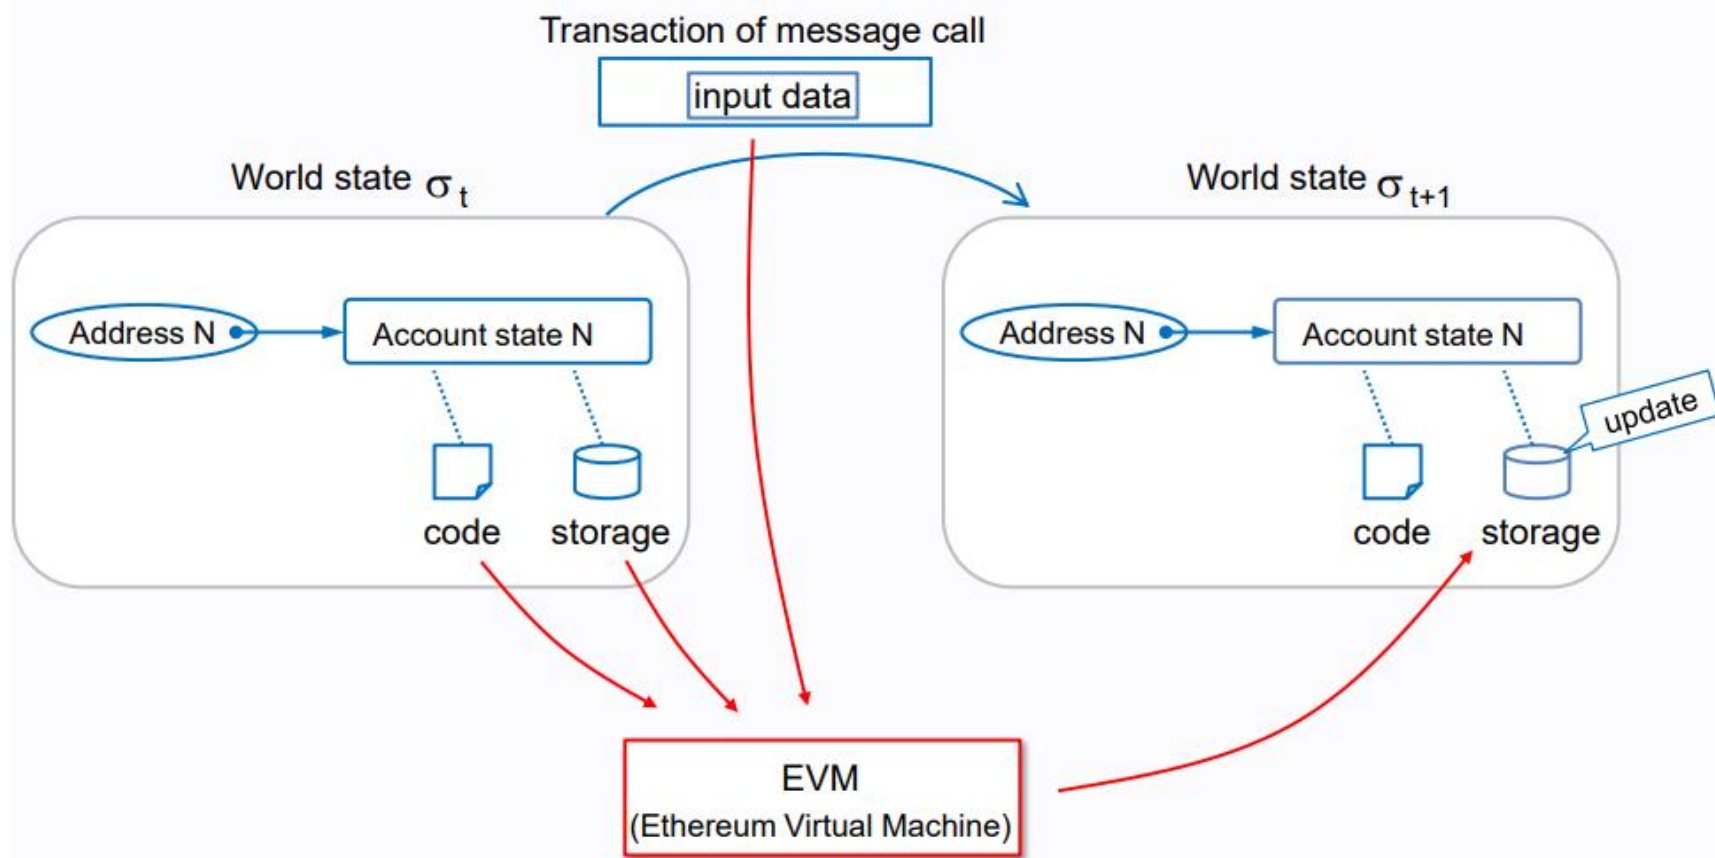 Transaction of message call
input data
World state σ t
World state σ t+1
Address N
Account state N
Address N
Account state N
update
code
storage
code
storage
EVM
(Ethereum Virtual Machine)